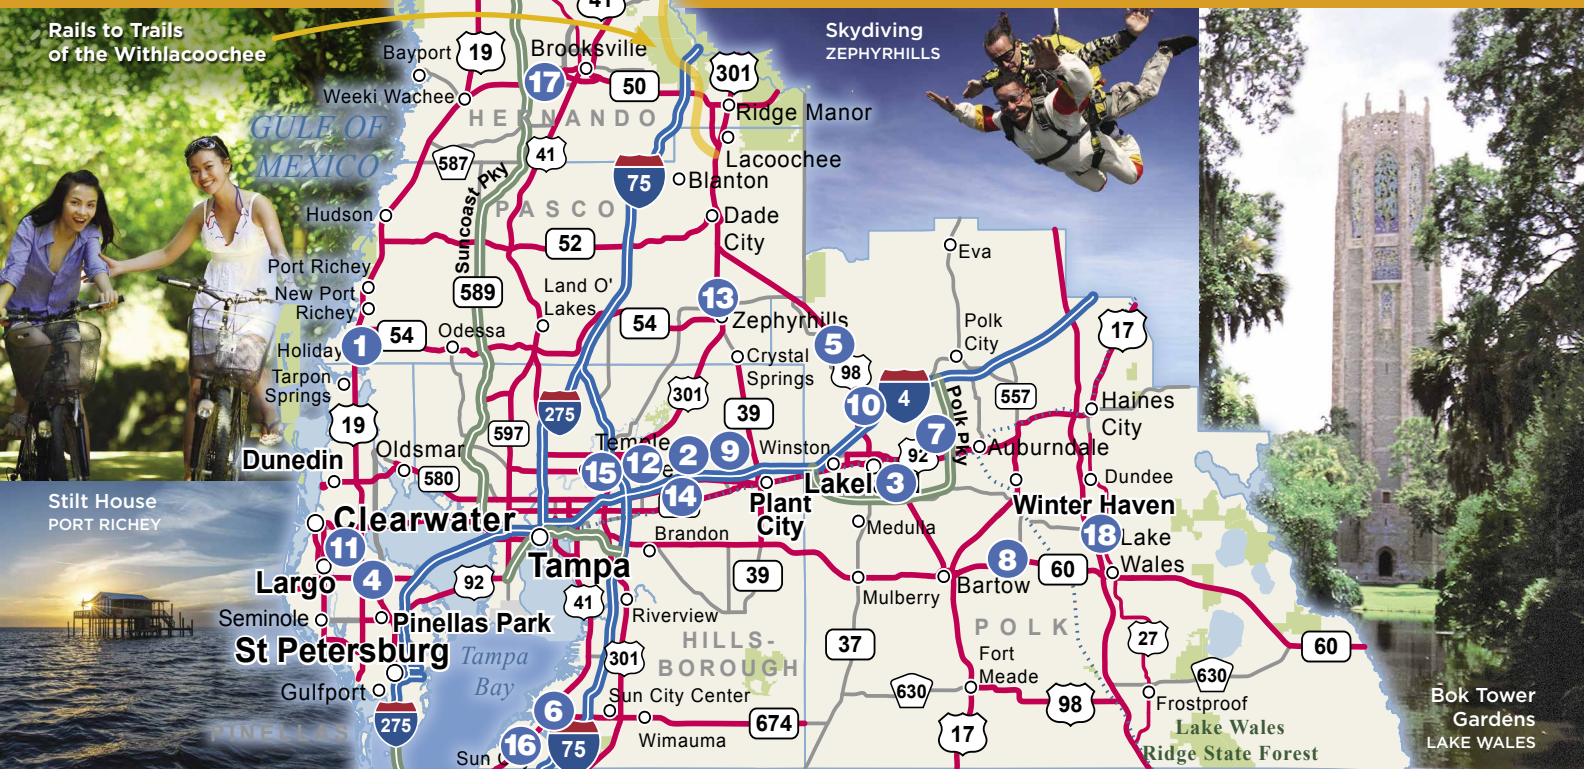 Rails to Trails
of the Withlacoochee
Skydiving
ZEPHYRHILLS
Stilt House
PORT RICHEY
Bok Tower
Gardens
LAKE WALES
GULF OF
MEXICO
41
Bayport
19
Brooksville
17
50
301
Weeki Wachee
HERNANDO
Ridge Manor
587
41
Lacoochee
75
Blanton
Suncoast Pky
PASCO
Hudson
Dade
City
52
Eva
Port Richey
New Port
Richey
589
Land O'
Lakes
13
54
Zephyrhills
Polk
City
17
1
54
Odessa
Holiday
5
Crystal
Springs
98
Tarpon
Springs
301
10
4
Polk Pky
557
Haines
City
19
275
39
597
7
Oldsmar
Dunedin
Temple
Winston
92
Auburndale
580
15
12
2
9
14
Lakel
3
Dundee
Plant
City
Winter Haven
Clearwater
Brandon
Medulla
18
Lake
Wales
11
Tampa
8
60
Largo
4
92
39
Mulberry
Bartow
41
Riverview
Seminole
Pinellas Park
HILLS-
BOROUGH
37
POLK
27
60
St Petersburg
Tampa
Bay
301
Fort
Meade
630
630
Gulfport
Sun City Center
98
Frostproof
6
674
275
PINELLAS
Wimauma
17
Lake Wales
Ridge State Forest
16
75
Sun